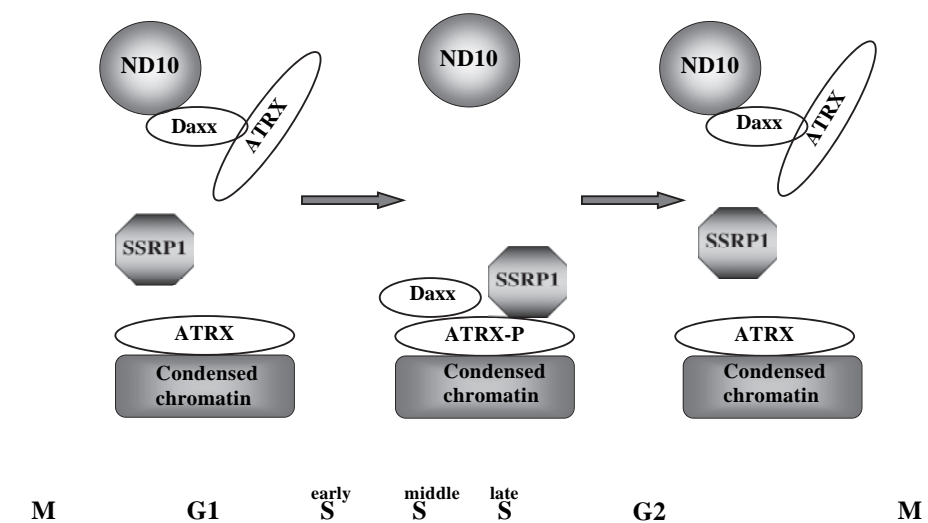 ND10
Daxx
ATRX
SSRP1
ATRX
Condensed
chromatin
ND10
Daxx
SSRP1
ATRX-P
Condensed
chromatin
ND10
Daxx
ATRX
SSRP1
ATRX
Condensed
chromatin
early middle late
M G1 S S S G2 M